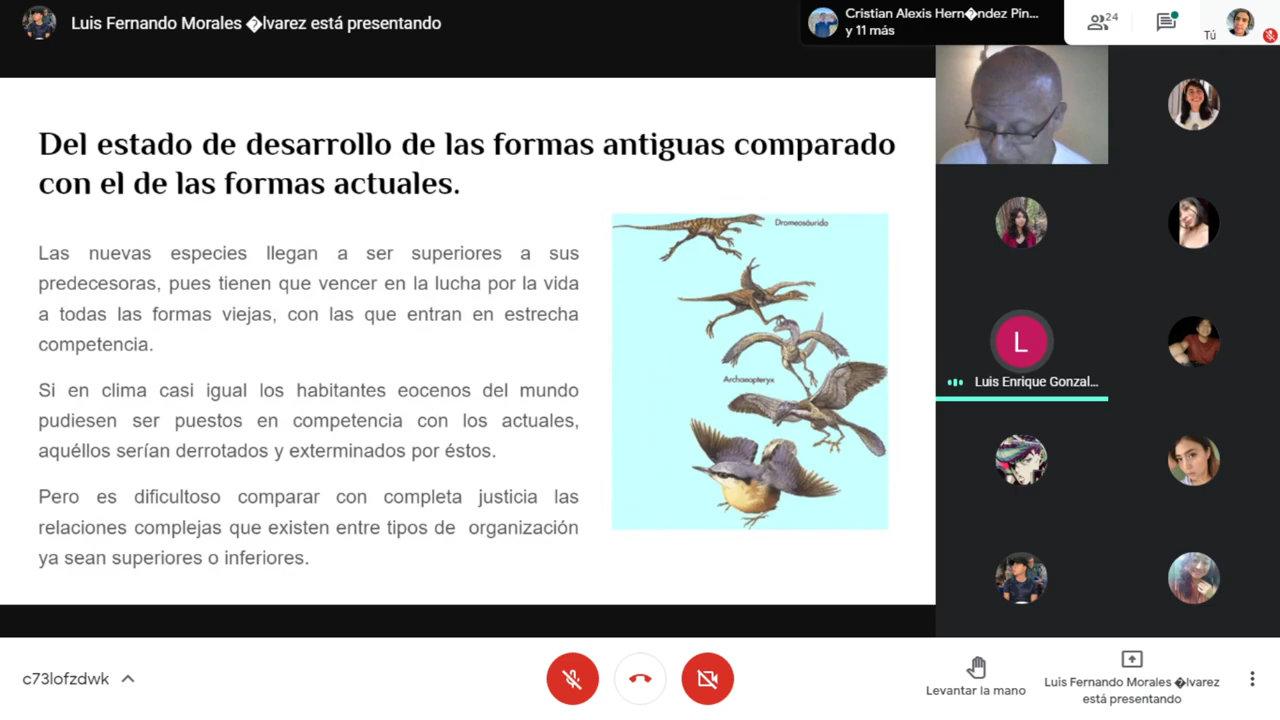 Luis Fernando Morales �lvarez está presentando
Cristian Alexis Hern�ndez Pin...
y 11 más
24
Tú
Del estado de desarrollo de las formas antiguas comparado
con el de las formas actuales.
Las nuevas especies llegan a ser superiores a sus
predecesoras, pues tienen que vencer en la lucha por la vida
a todas las formas viejas, con las que entran en estrecha
competencia.
Si en clima casi igual los habitantes eocenos del mundo
pudiesen ser puestos en competencia con los actuales,
aquéllos serían derrotados y exterminados por éstos.
Pero es dificultoso comparar con completa justicia las
relaciones complejas que existen entre tipos de organización
ya sean superiores o inferiores.
Dromeosáurido
Archaeopteryx
L
Luis Enrique Gonzal...
c73lofzdwk
Levantar la mano
Luis Fernando Morales �lvarez
está presentando